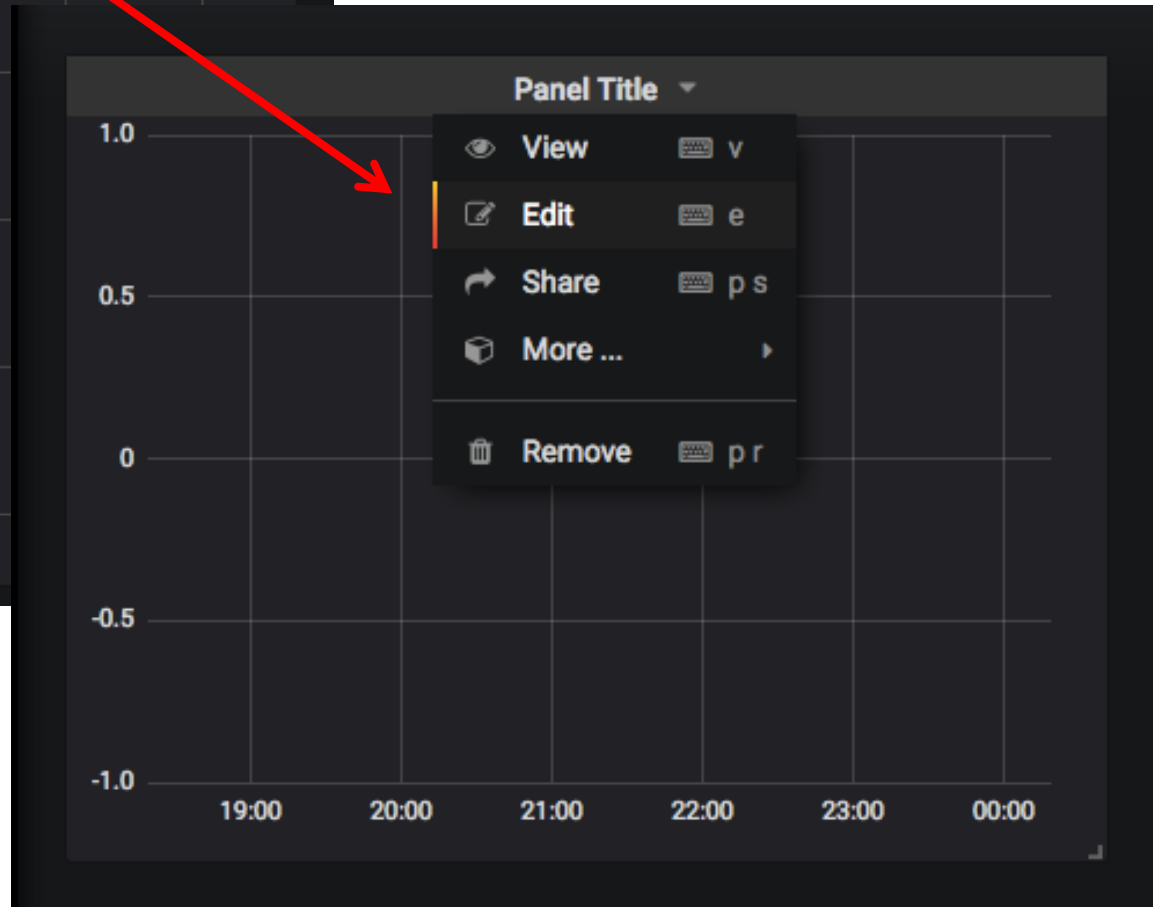 Panel Title
1.0
View v
Edit e
0.5
Share p s
More ...
0
Remove p r
-0.5
-1.0
19:00 20:00 21:00 22:00 23:00 00:00